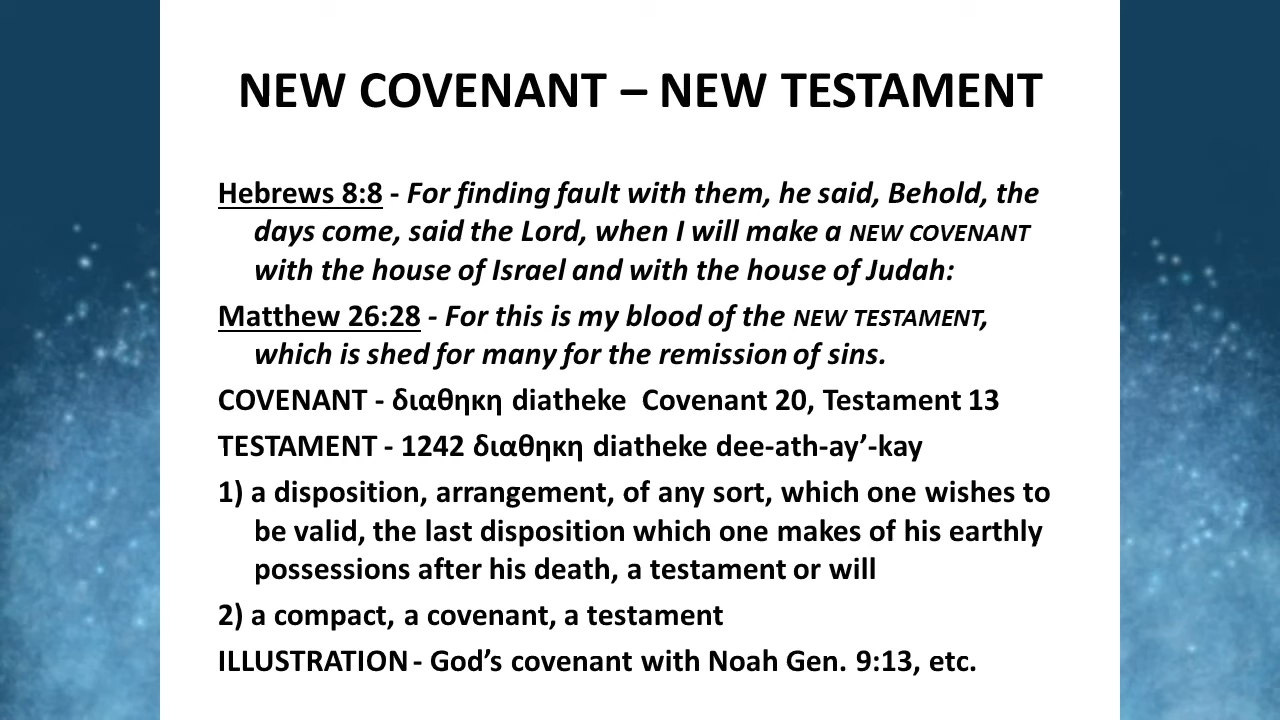 NEW COVENANT – NEW TESTAMENT
Hebrews 8:8 - For finding fault with them, he said, Behold, the
days come, said the Lord, when I will make a NEW COVENANT
with the house of Israel and with the house of Judah:
Matthew 26:28 - For this is my blood of the NEW TESTAMENT,
which is shed for many for the remission of sins.
COVENANT - διαθηκη diatheke  Covenant 20, Testament 13
TESTAMENT - 1242 διαθηκη diatheke dee-ath-ay’-kay
1) a disposition, arrangement, of any sort, which one wishes to
be valid, the last disposition which one makes of his earthly
possessions after his death, a testament or will
2) a compact, a covenant, a testament
ILLUSTRATION - God’s covenant with Noah Gen. 9:13, etc.